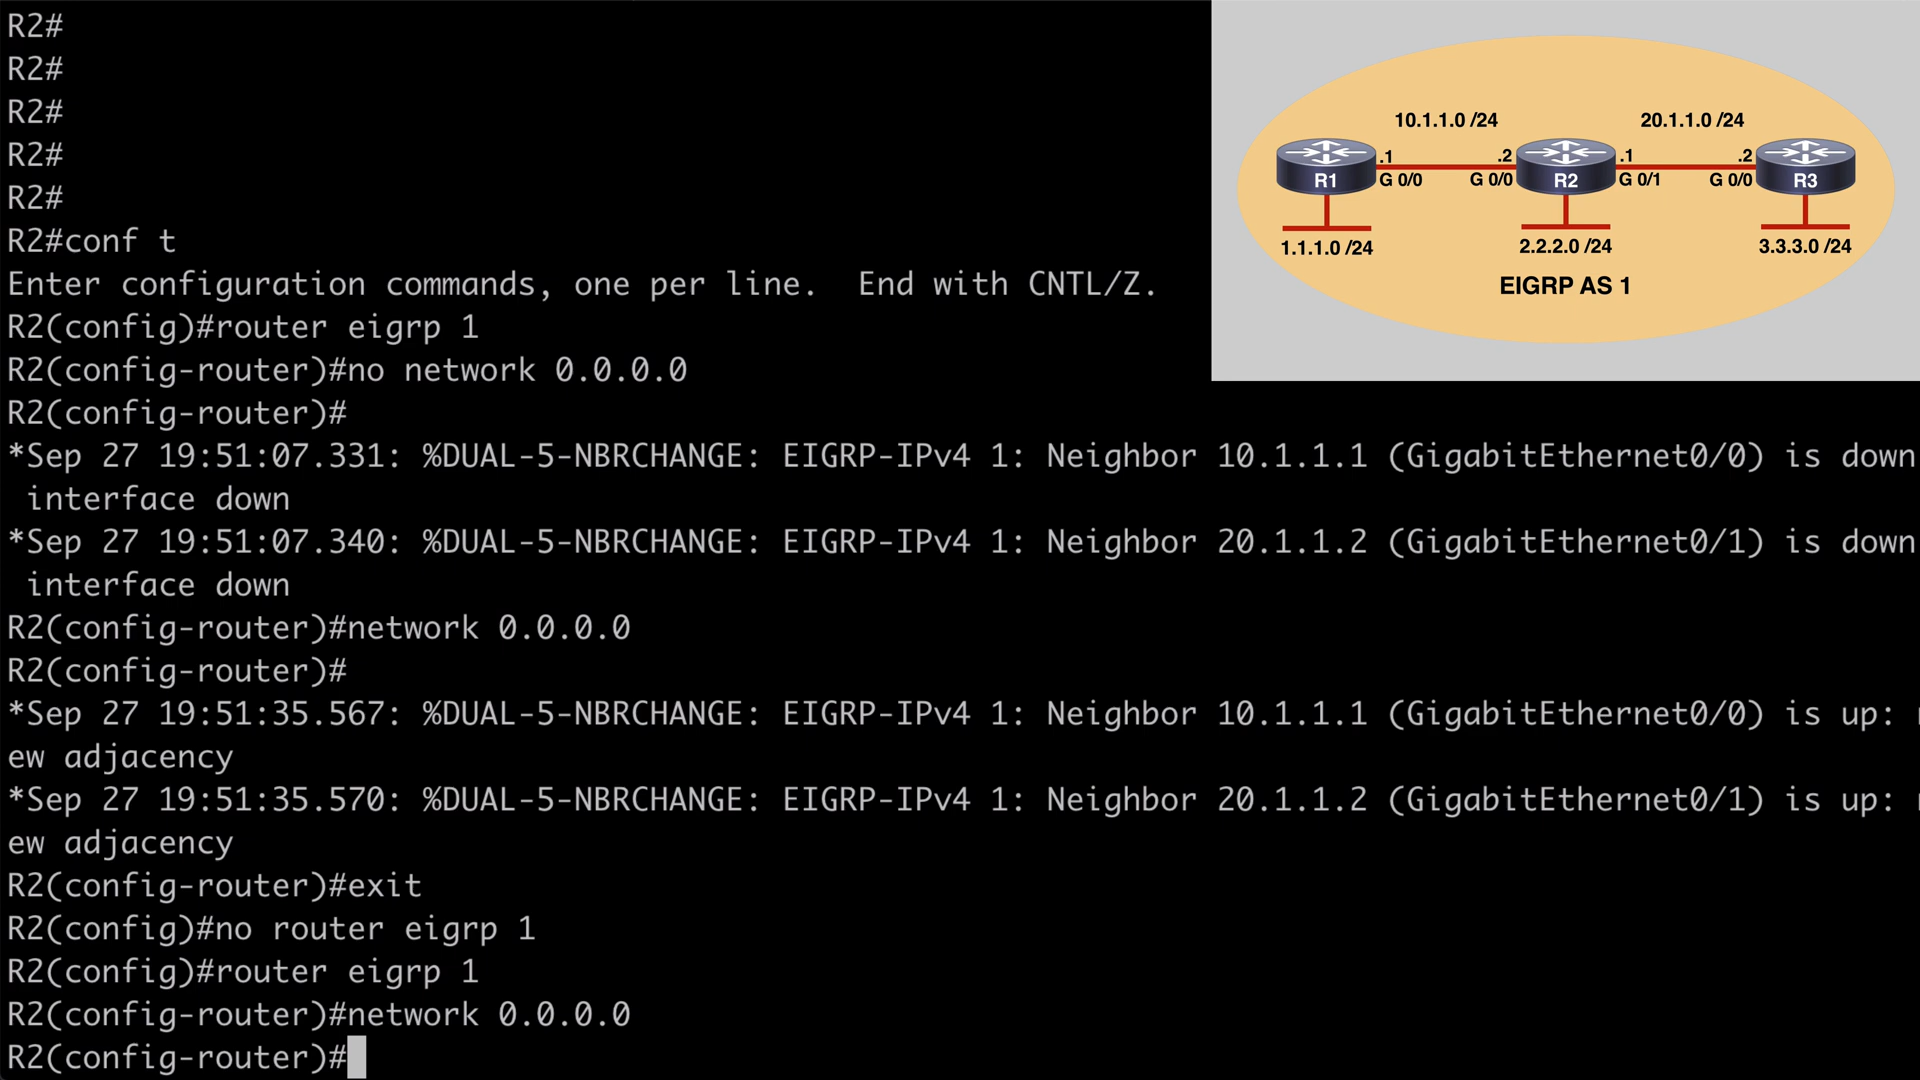 R2#
R2#
R2#
R2#
R2#
R2#conf t
Enter configuration commands, one per line.  End with CNTL/Z.
R2(config)#router eigrp 1
R2(config-router)#no network 0.0.0.0
R2(config-router)#
*Sep 27 19:51:07.331: %DUAL-5-NBRCHANGE: EIGRP-IPv4 1: Neighbor 10.1.1.1 (GigabitEthernet0/0) is down
interface down
*Sep 27 19:51:07.340: %DUAL-5-NBRCHANGE: EIGRP-IPv4 1: Neighbor 20.1.1.2 (GigabitEthernet0/1) is down
interface down
R2(config-router)#network 0.0.0.0
R2(config-router)#
*Sep 27 19:51:35.567: %DUAL-5-NBRCHANGE: EIGRP-IPv4 1: Neighbor 10.1.1.1 (GigabitEthernet0/0) is up:
ew adjacency
*Sep 27 19:51:35.570: %DUAL-5-NBRCHANGE: EIGRP-IPv4 1: Neighbor 20.1.1.2 (GigabitEthernet0/1) is up:
ew adjacency
R2(config-router)#exit
R2(config)#no router eigrp 1
R2(config)#router eigrp 1
R2(config-router)#network 0.0.0.0
R2(config-router)#
10.1.1.0 /24 20.1.1.0 /24
.1 .2 .1 .2
R1 G 0/0 G 0/0 R2 G 0/1 G 0/0 R3
1.1.1.0 /24 2.2.2.0 /24 3.3.3.0 /24
EIGRP AS 1